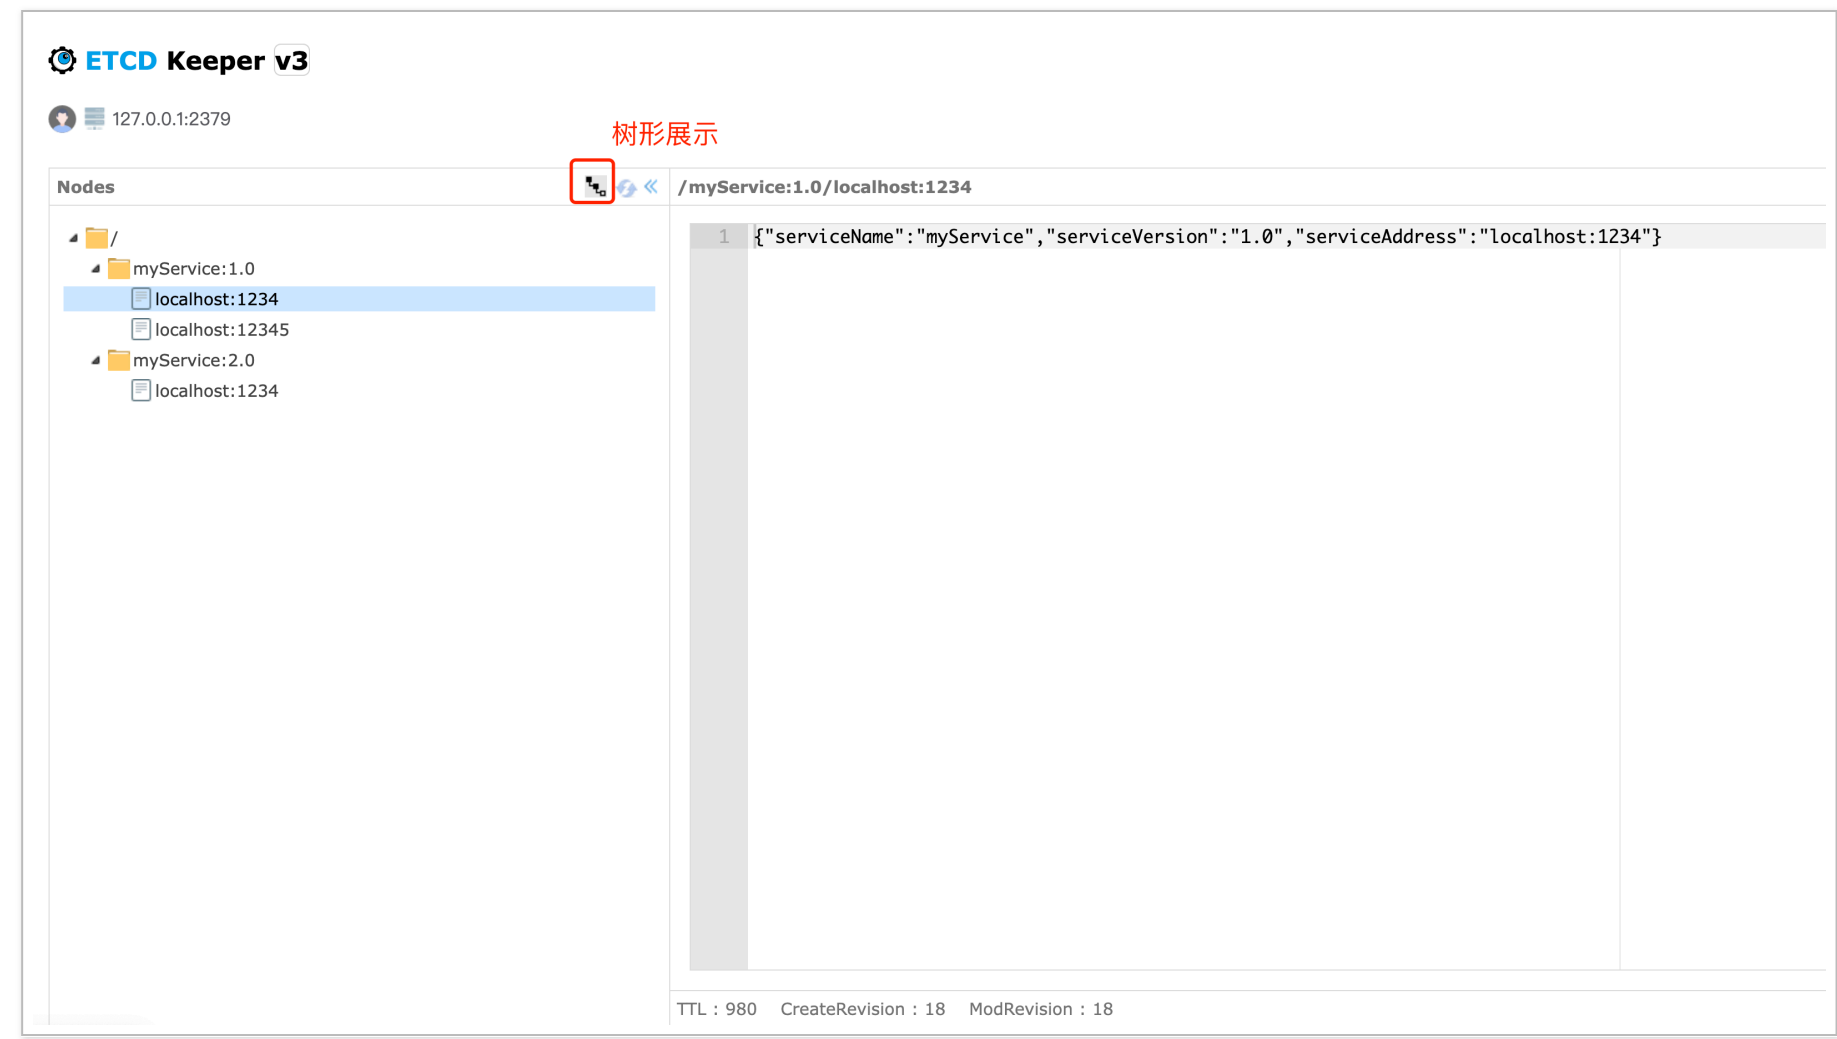 ETCD Keeper v3
127.0.0.1:2379
树形展示
Nodes
/
myService:1.0
localhost:1234
localhost:12345
myService:2.0
localhost:1234
/myService:1.0/localhost:1234
1 {"serviceName":"myService","serviceVersion":"1.0","serviceAddress":"localhost:1234"}
TTL : 980 CreateRevision : 18 ModRevision : 18